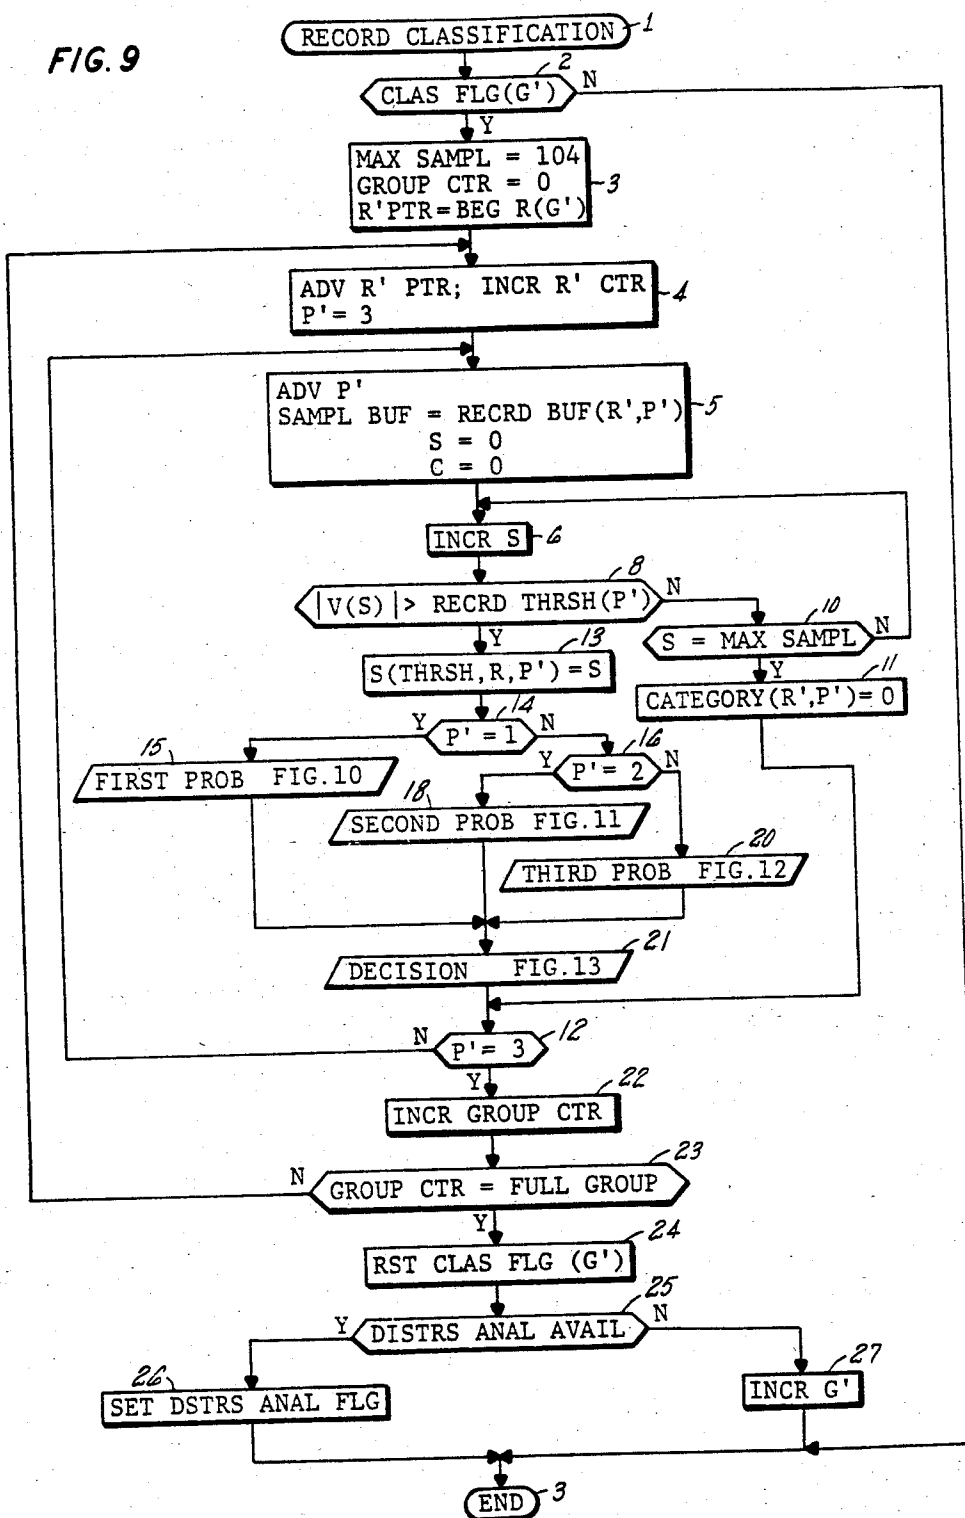 FIG. 9
RECORD CLASSIFICATION 1
2
CLAS FLG(G') N
Y
MAX SAMPL = 104
GROUP CTR = 0
R'PTR=BEG R(G')
3
ADV R' PTR; INCR R' CTR
P'= 3
4
ADV P'
SAMPL BUF = RECRD BUF(R',P')
S = 0
C = 0
5
INCR S 6
8
|V(S)|> RECRD THRSH(P') N
10
Y
S = MAX SAMPL N
13
S(THRSH,R,P')=S
Y
11
CATEGORY(R',P')=0
14
Y P'=1 N
15
FIRST PROB FIG.10
16
Y P'= 2 N
18
SECOND PROB FIG.11
20
THIRD PROB FIG.12
21
DECISION FIG.13
12
N P'= 3
Y
22
INCR GROUP CTR
23
N GROUP CTR = FULL GROUP
Y
24
RST CLAS FLG (G')
25
Y DISTRS ANAL AVAIL N
26
SET DSTRS ANAL FLG
27
INCR G'
END 3